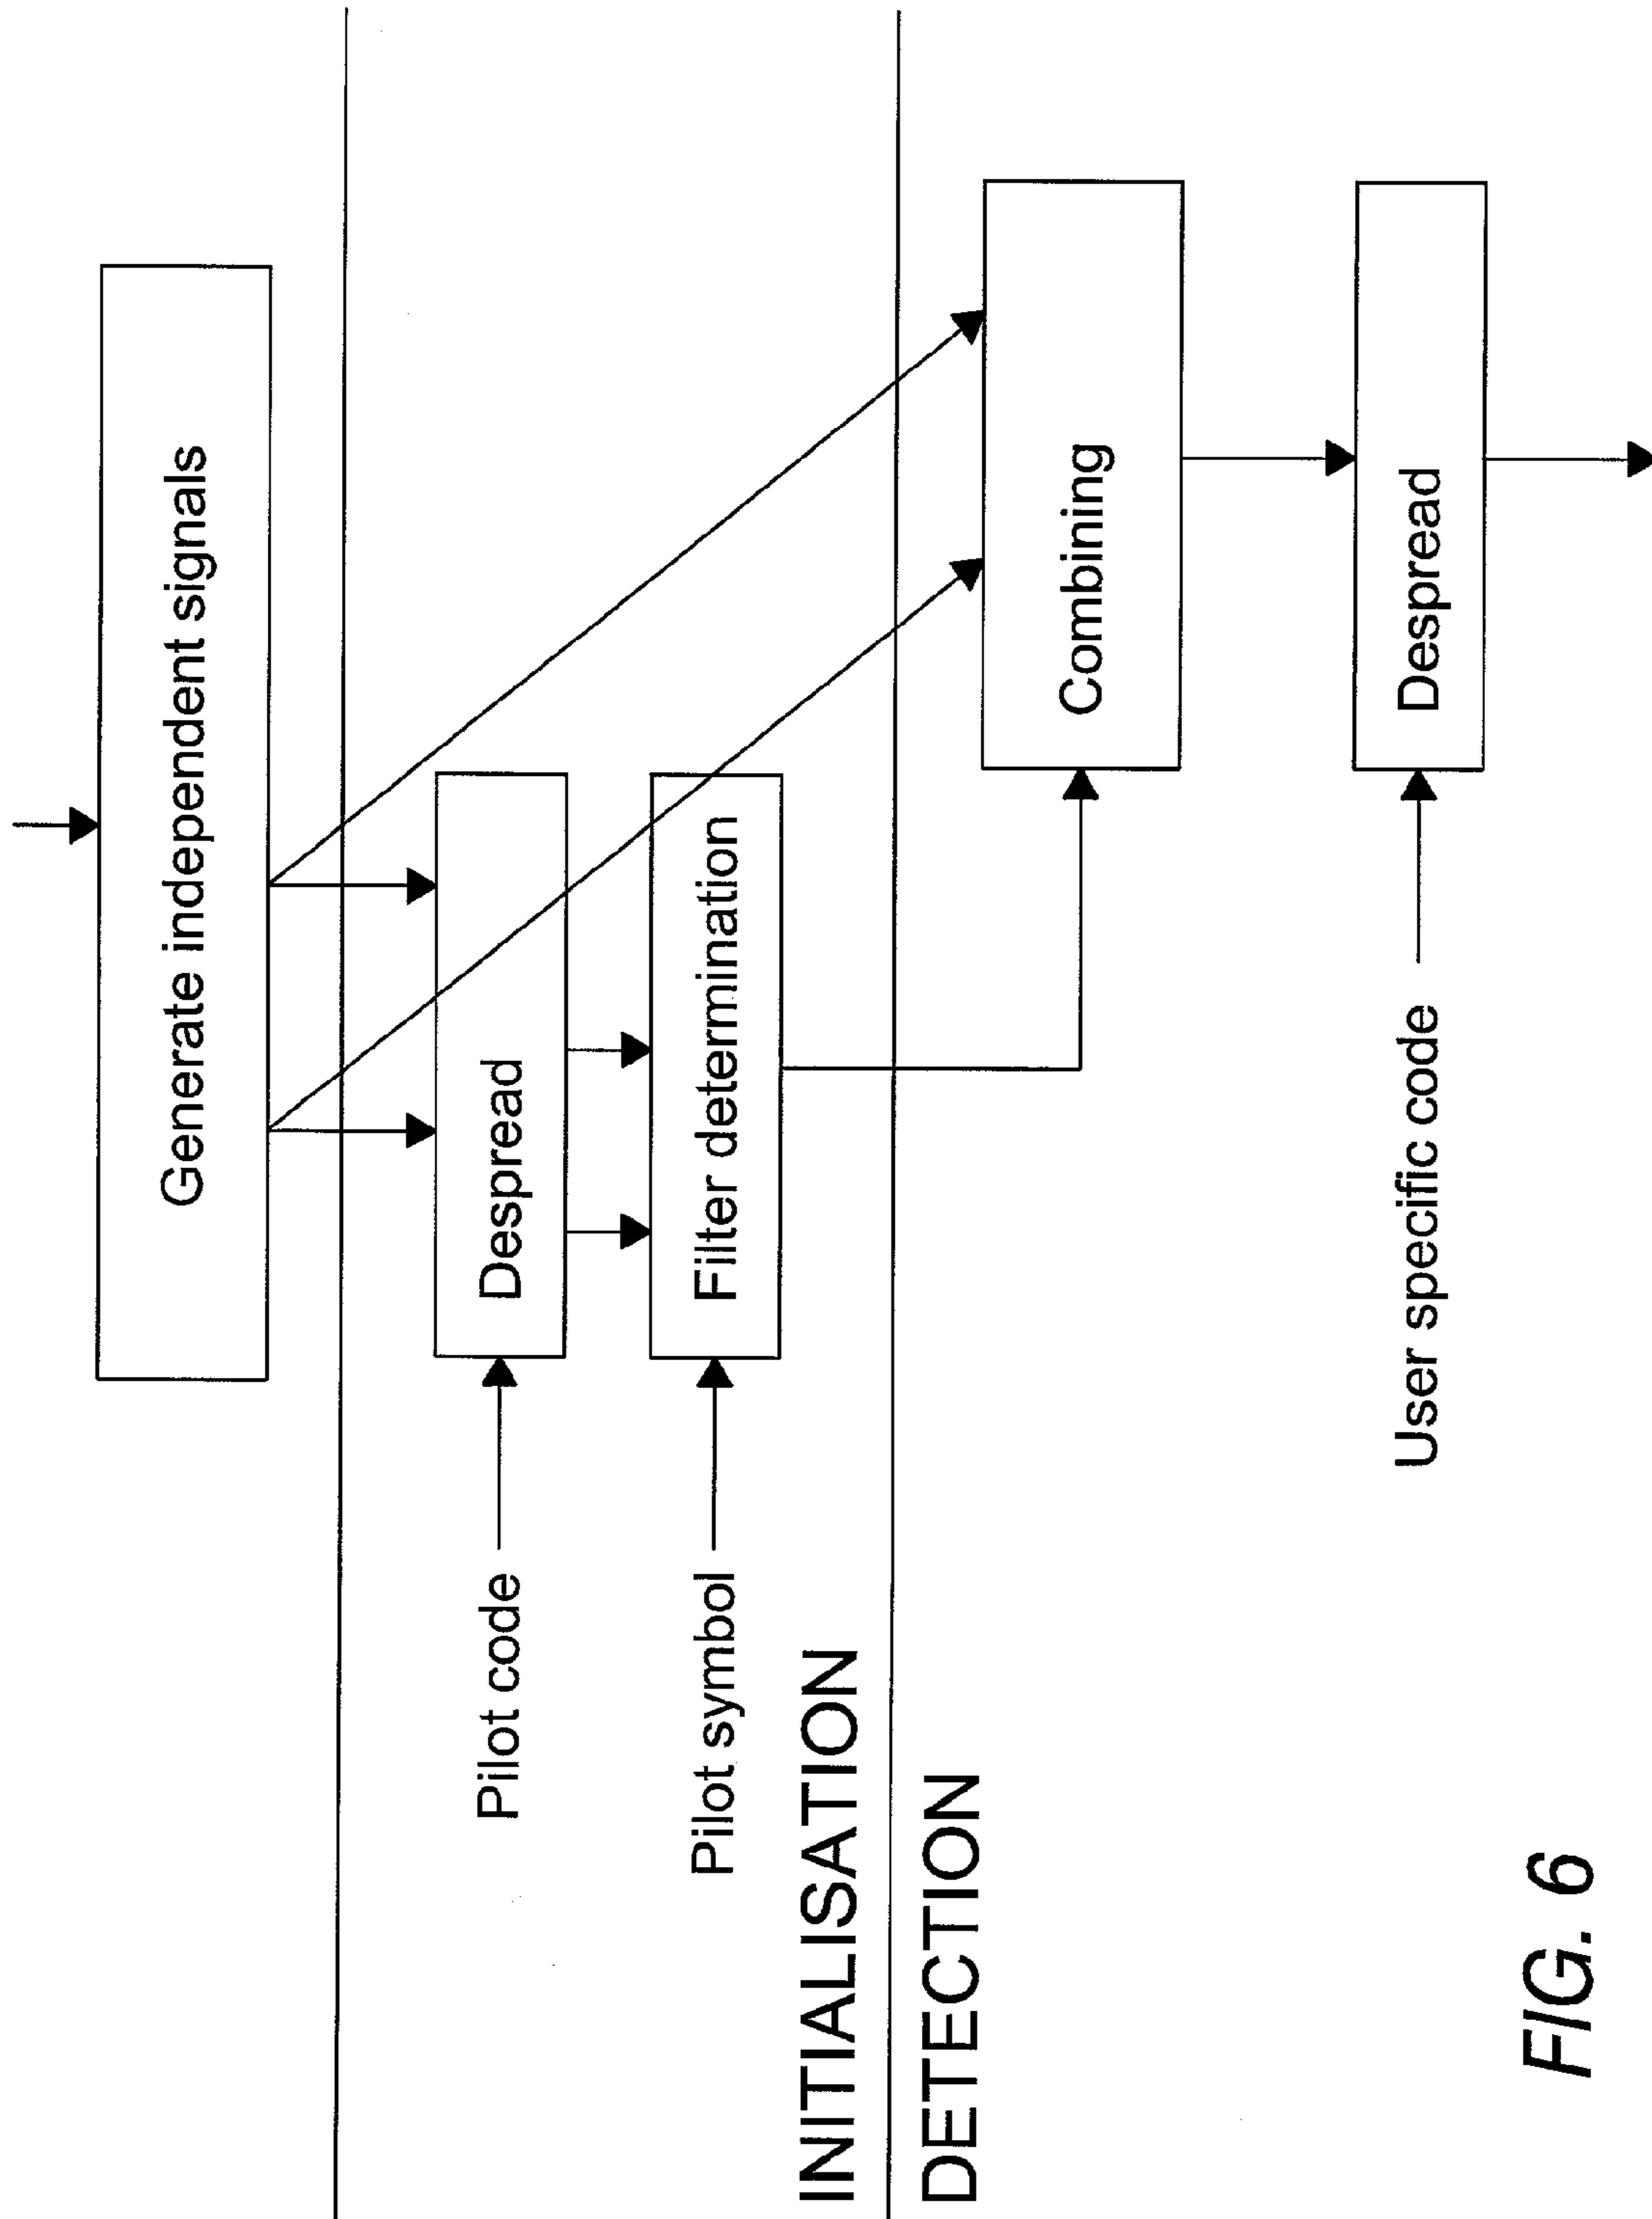 Generate independent signals
Pilot code
Despread
Pilot symbol
Filter determination
INITIALISATION
DETECTION
Combining
User specific code
Despread
FIG. 6